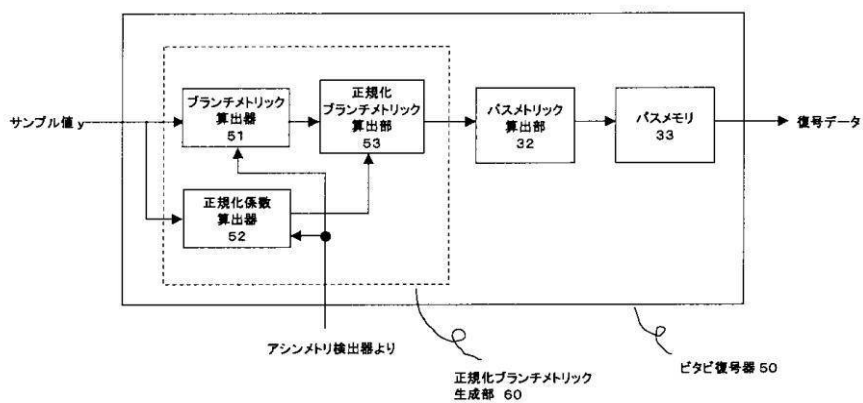 サンプル値 y
ブランチメトリック
算出器
51
正規化
ブランチメトリック
算出部
53
パスメトリック
算出部
32
パスメモリ
33
復号データ
正規化係数
算出器
52
アシンメトリ検出器より
正規化ブランチメトリック
生成部 60
ビタビ復号器 50